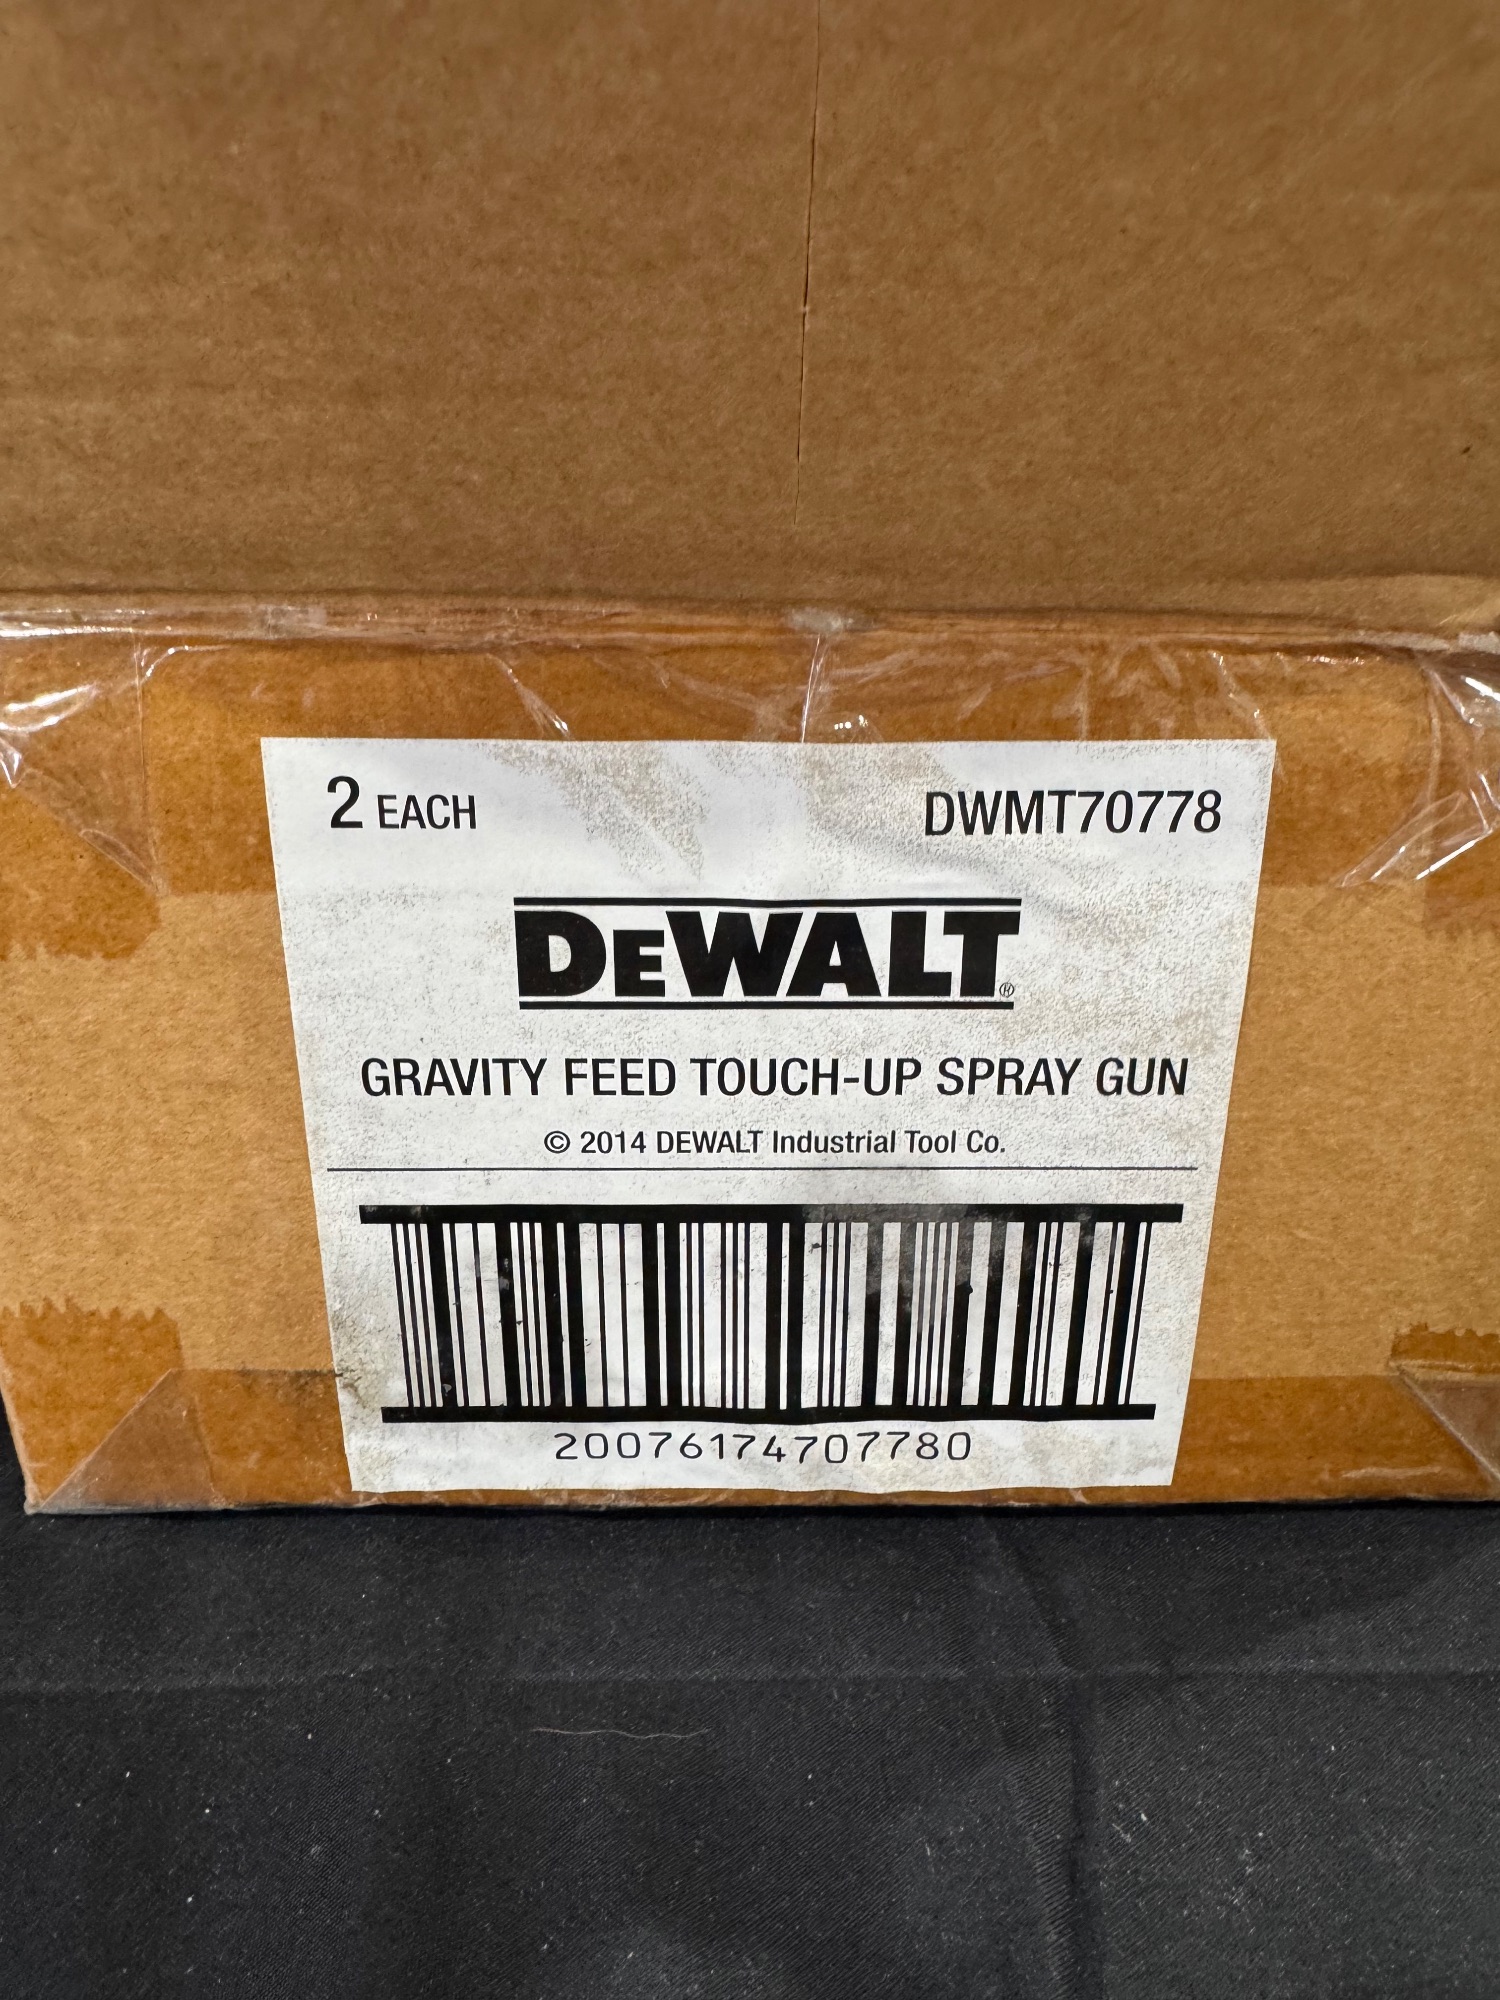 2 EACH DWMT70778
DEWALT®
GRAVITY FEED TOUCH-UP SPRAY GUN
© 2014 DEWALT Industrial Tool Co.
20076174707780